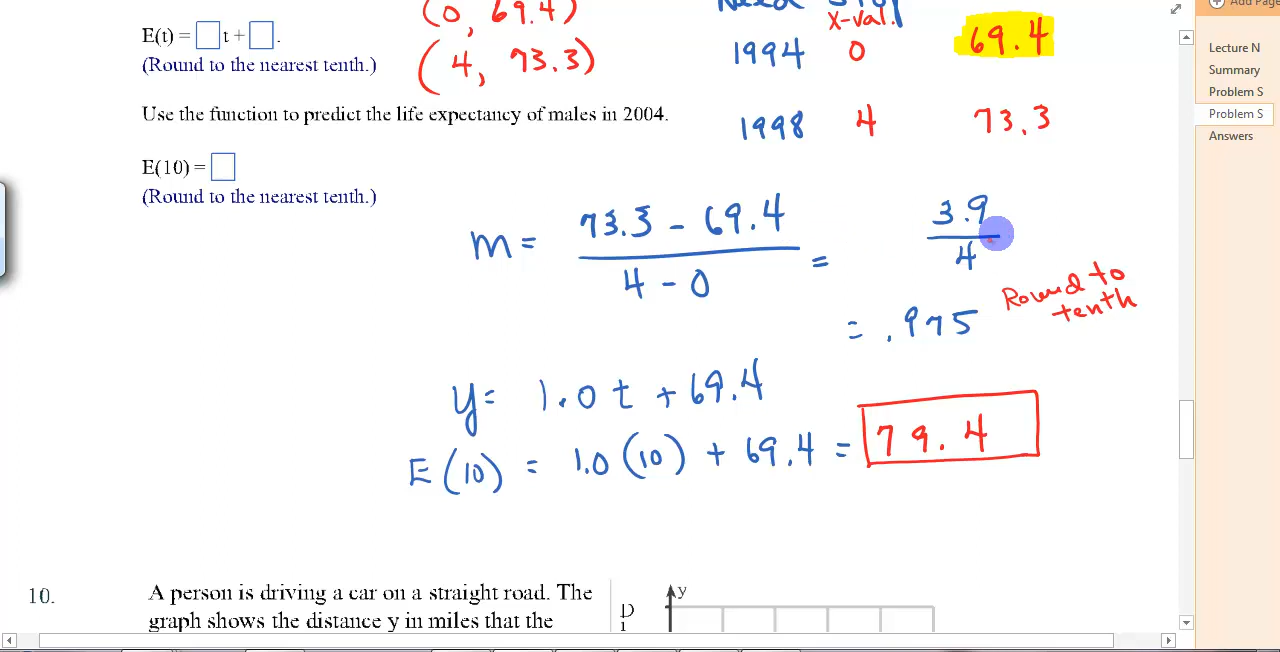 (0, 69.4)
x-val.
Add Page
E(t) = t + .
(Round to the nearest tenth.)
(4, 73.3)
1994 0 69.4
Use the function to predict the life expectancy of males in 2004.
1998 4 73.3
E(10) =
(Round to the nearest tenth.)
m = 73.3 - 69.4
4 - 0
= 3.9
4
= .975
Round to
tenth
y = 1.0 t + 69.4
E(10) = 1.0(10) + 69.4 = 79.4
10.
A person is driving a car on a straight road. The
graph shows the distance y in miles that the
y
D
i
Lecture N
Summary
Problem S
Problem S
Answers